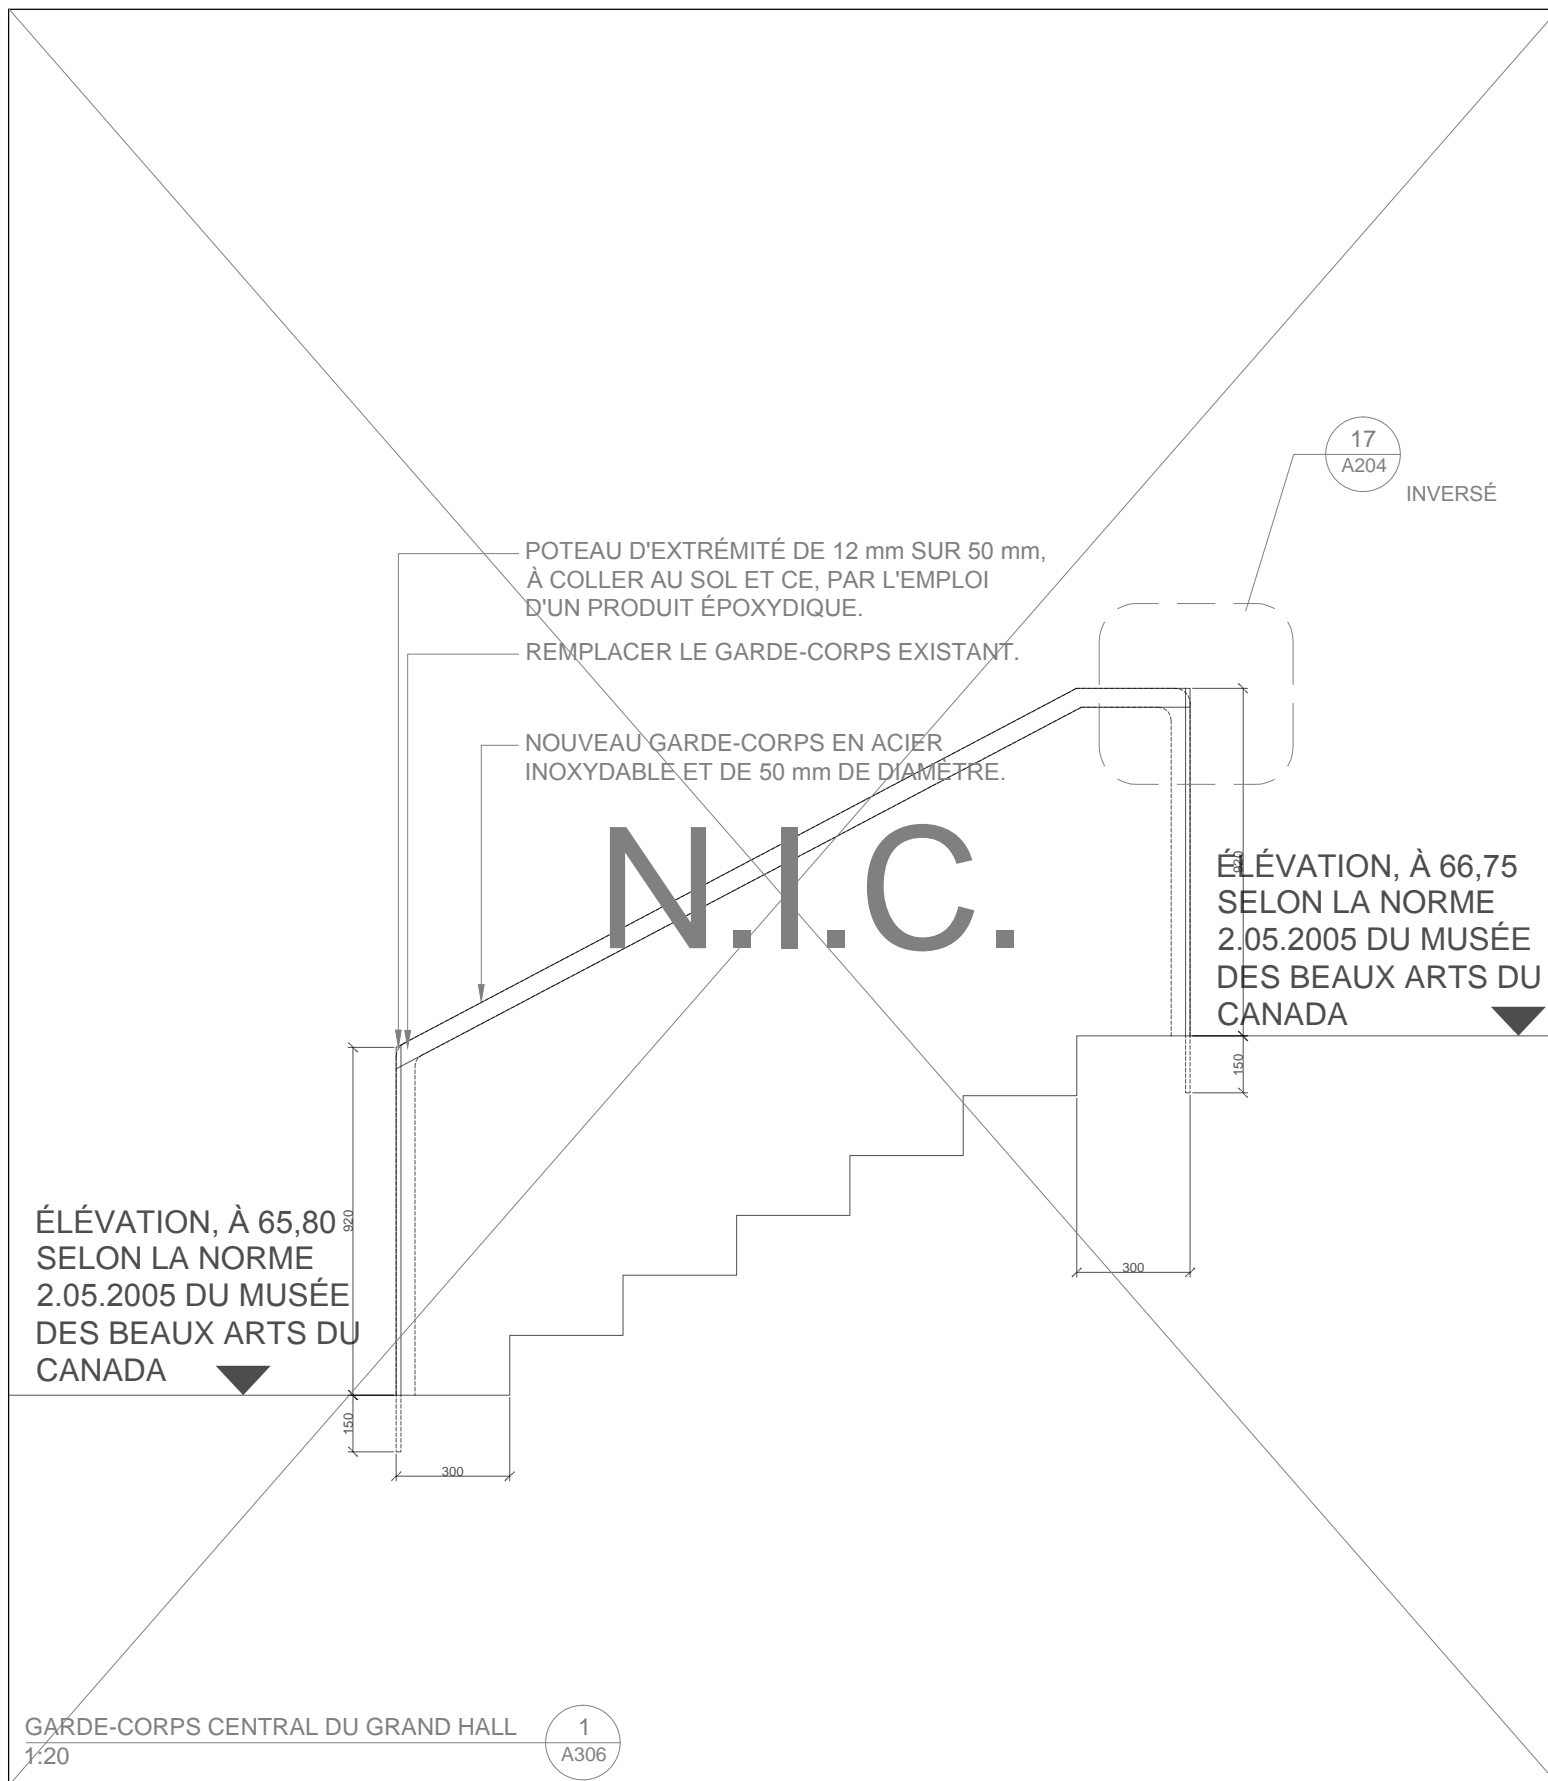 17
A204
INVERSÉ
POTEAU D'EXTRÉMITÉ DE 12 mm SUR 50 mm,
À COLLER AU SOL ET CE, PAR L'EMPLOI
D'UN PRODUIT ÉPOXYDIQUE.
REMPLACER LE GARDE-CORPS EXISTANT.
NOUVEAU GARDE-CORPS EN ACIER
INOXYDABLE ET DE 50 mm DE DIAMÈTRE.
N.I.C.
920
ÉLÉVATION, À 66,75
SELON LA NORME
2.05.2005 DU MUSÉE
DES BEAUX ARTS DU
CANADA
150
300
ÉLÉVATION, À 65,80
SELON LA NORME
2.05.2005 DU MUSÉE
DES BEAUX ARTS DU
CANADA
920
150
300
GARDE-CORPS CENTRAL DU GRAND HALL
1:20
1
A306